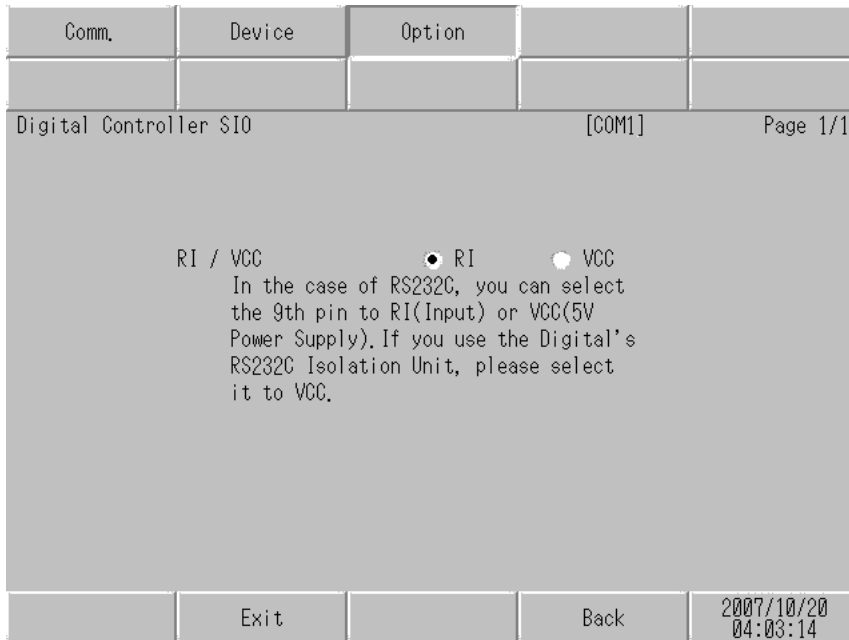 Comm. Device Option
Digital Controller SIO [COM1] Page 1/1
RI / VCC RI VCC
In the case of RS232C, you can select
the 9th pin to RI(Input) or VCC(5V
Power Supply).If you use the Digital's
RS232C Isolation Unit, please select
it to VCC.
Exit Back 2007/10/20
04:03:14